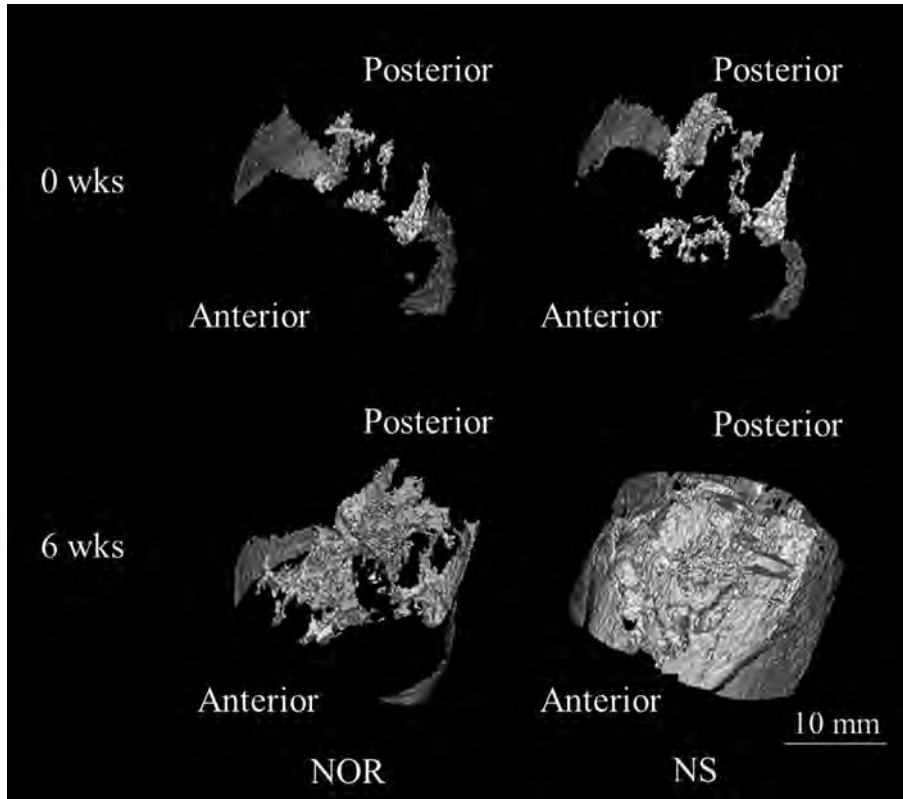 Posterior Posterior
0 wks
Anterior Anterior
Posterior Posterior
6 wks
Anterior Anterior
10 mm
NOR NS